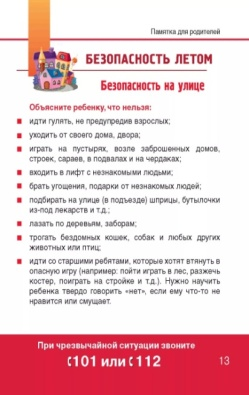 Памятка для родителей
БЕЗОПАСНОСТЬ ЛЕТОМ
Безопасность на улице
Объясните ребенку, что нельзя:
идти гулять, не предупредив взрослых;
уходить от своего дома, двора;
играть на пустырях, возле заброшенных домов,
строек, сараев, в подвалах и на чердаках;
входить в лифт с незнакомыми людьми;
брать угощения, подарки от незнакомых людей;
подбирать на улице (в подъезде) шприцы, бутылочки
из-под лекарств и т.д.;
лазать по деревьям, заборам;
трогать бездомных кошек, собак и любых других
животных или птиц;
идти со старшими ребятами, которые хотят втянуть в
опасную игру (например: пойти играть в лес, разжечь
костер, поиграть на стройке и т.д.). Нужно научить
ребенка твердо говорить «нет», если ему что-то не
нравится или смущает.
При чрезвычайной ситуации звоните
101 или 112
13